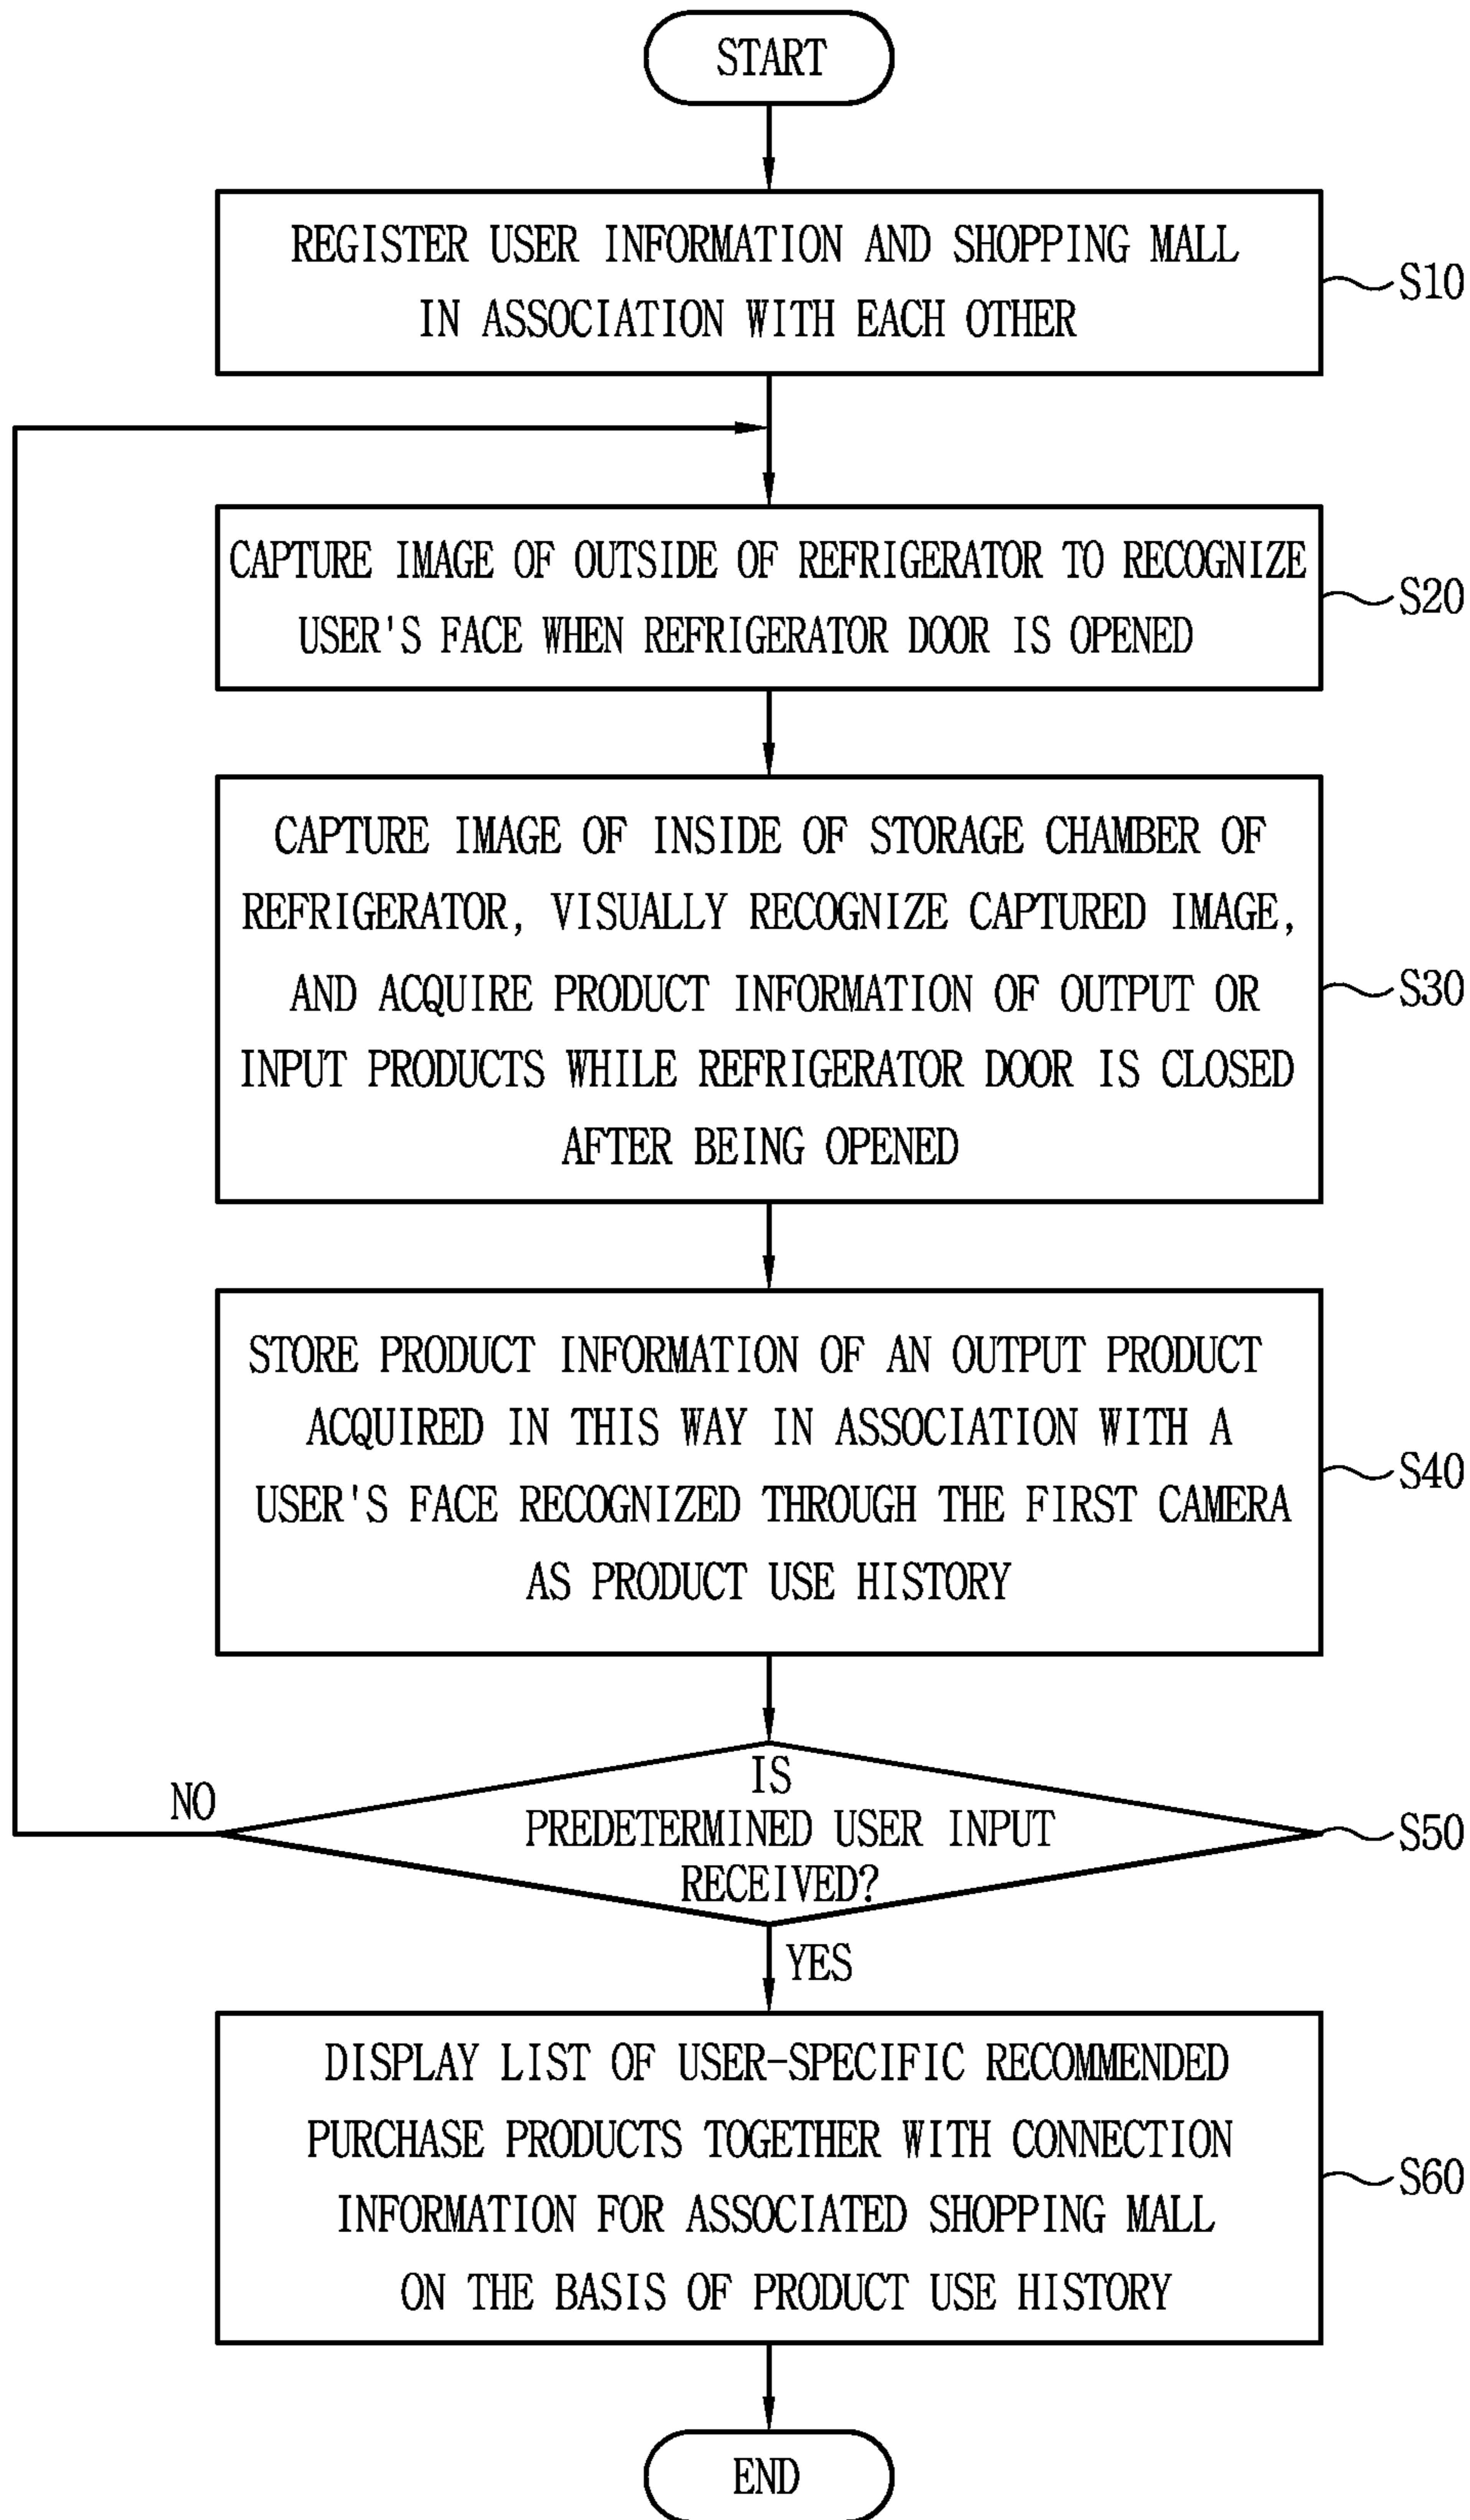 START
REGISTER USER INFORMATION AND SHOPPING MALL
IN ASSOCIATION WITH EACH OTHER
S10
CAPTURE IMAGE OF OUTSIDE OF REFRIGERATOR TO RECOGNIZE
USER'S FACE WHEN REFRIGERATOR DOOR IS OPENED
S20
CAPTURE IMAGE OF INSIDE OF STORAGE CHAMBER OF
REFRIGERATOR, VISUALLY RECOGNIZE CAPTURED IMAGE,
AND ACQUIRE PRODUCT INFORMATION OF OUTPUT OR
INPUT PRODUCTS WHILE REFRIGERATOR DOOR IS CLOSED
AFTER BEING OPENED
S30
STORE PRODUCT INFORMATION OF AN OUTPUT PRODUCT
ACQUIRED IN THIS WAY IN ASSOCIATION WITH A
USER'S FACE RECOGNIZED THROUGH THE FIRST CAMERA
AS PRODUCT USE HISTORY
S40
IS
PREDETERMINED USER INPUT
RECEIVED?
NO
S50
YES
DISPLAY LIST OF USER-SPECIFIC RECOMMENDED
PURCHASE PRODUCTS TOGETHER WITH CONNECTION
INFORMATION FOR ASSOCIATED SHOPPING MALL
ON THE BASIS OF PRODUCT USE HISTORY
S60
END